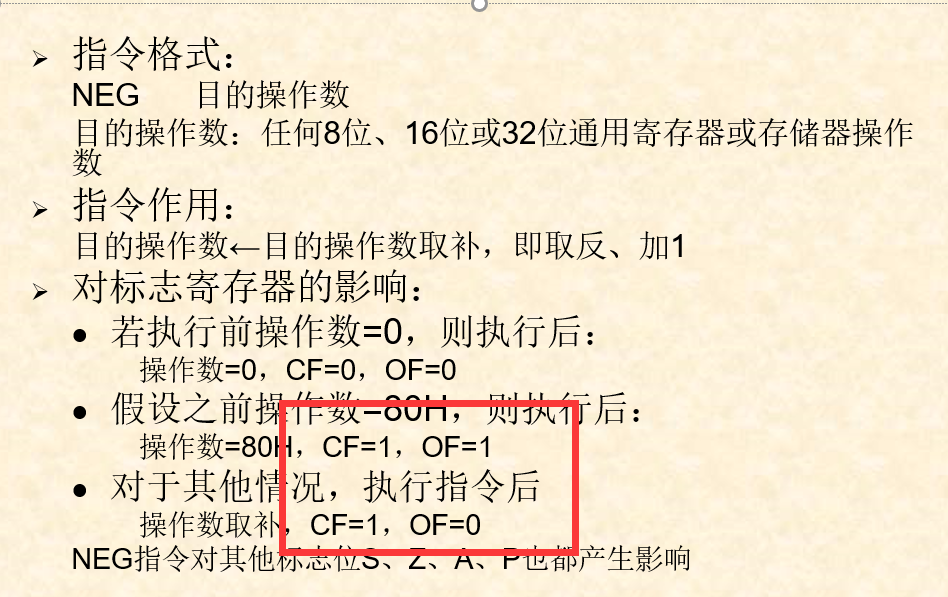 指令格式：
NEG 目的操作数
目的操作数：任何8位、16位或32位通用寄存器或存储器操作
数
指令作用：
目的操作数←目的操作数取补，即取反、加1
对标志寄存器的影响：
若执行前操作数=0，则执行后：
操作数=0，CF=0，OF=0
假设之前操作数=80H，则执行后：
操作数=80H，CF=1，OF=1
对于其他情况，执行指令后
操作数取补，CF=1，OF=0
NEG指令对其他标志位S、Z、A、P也都产生影响